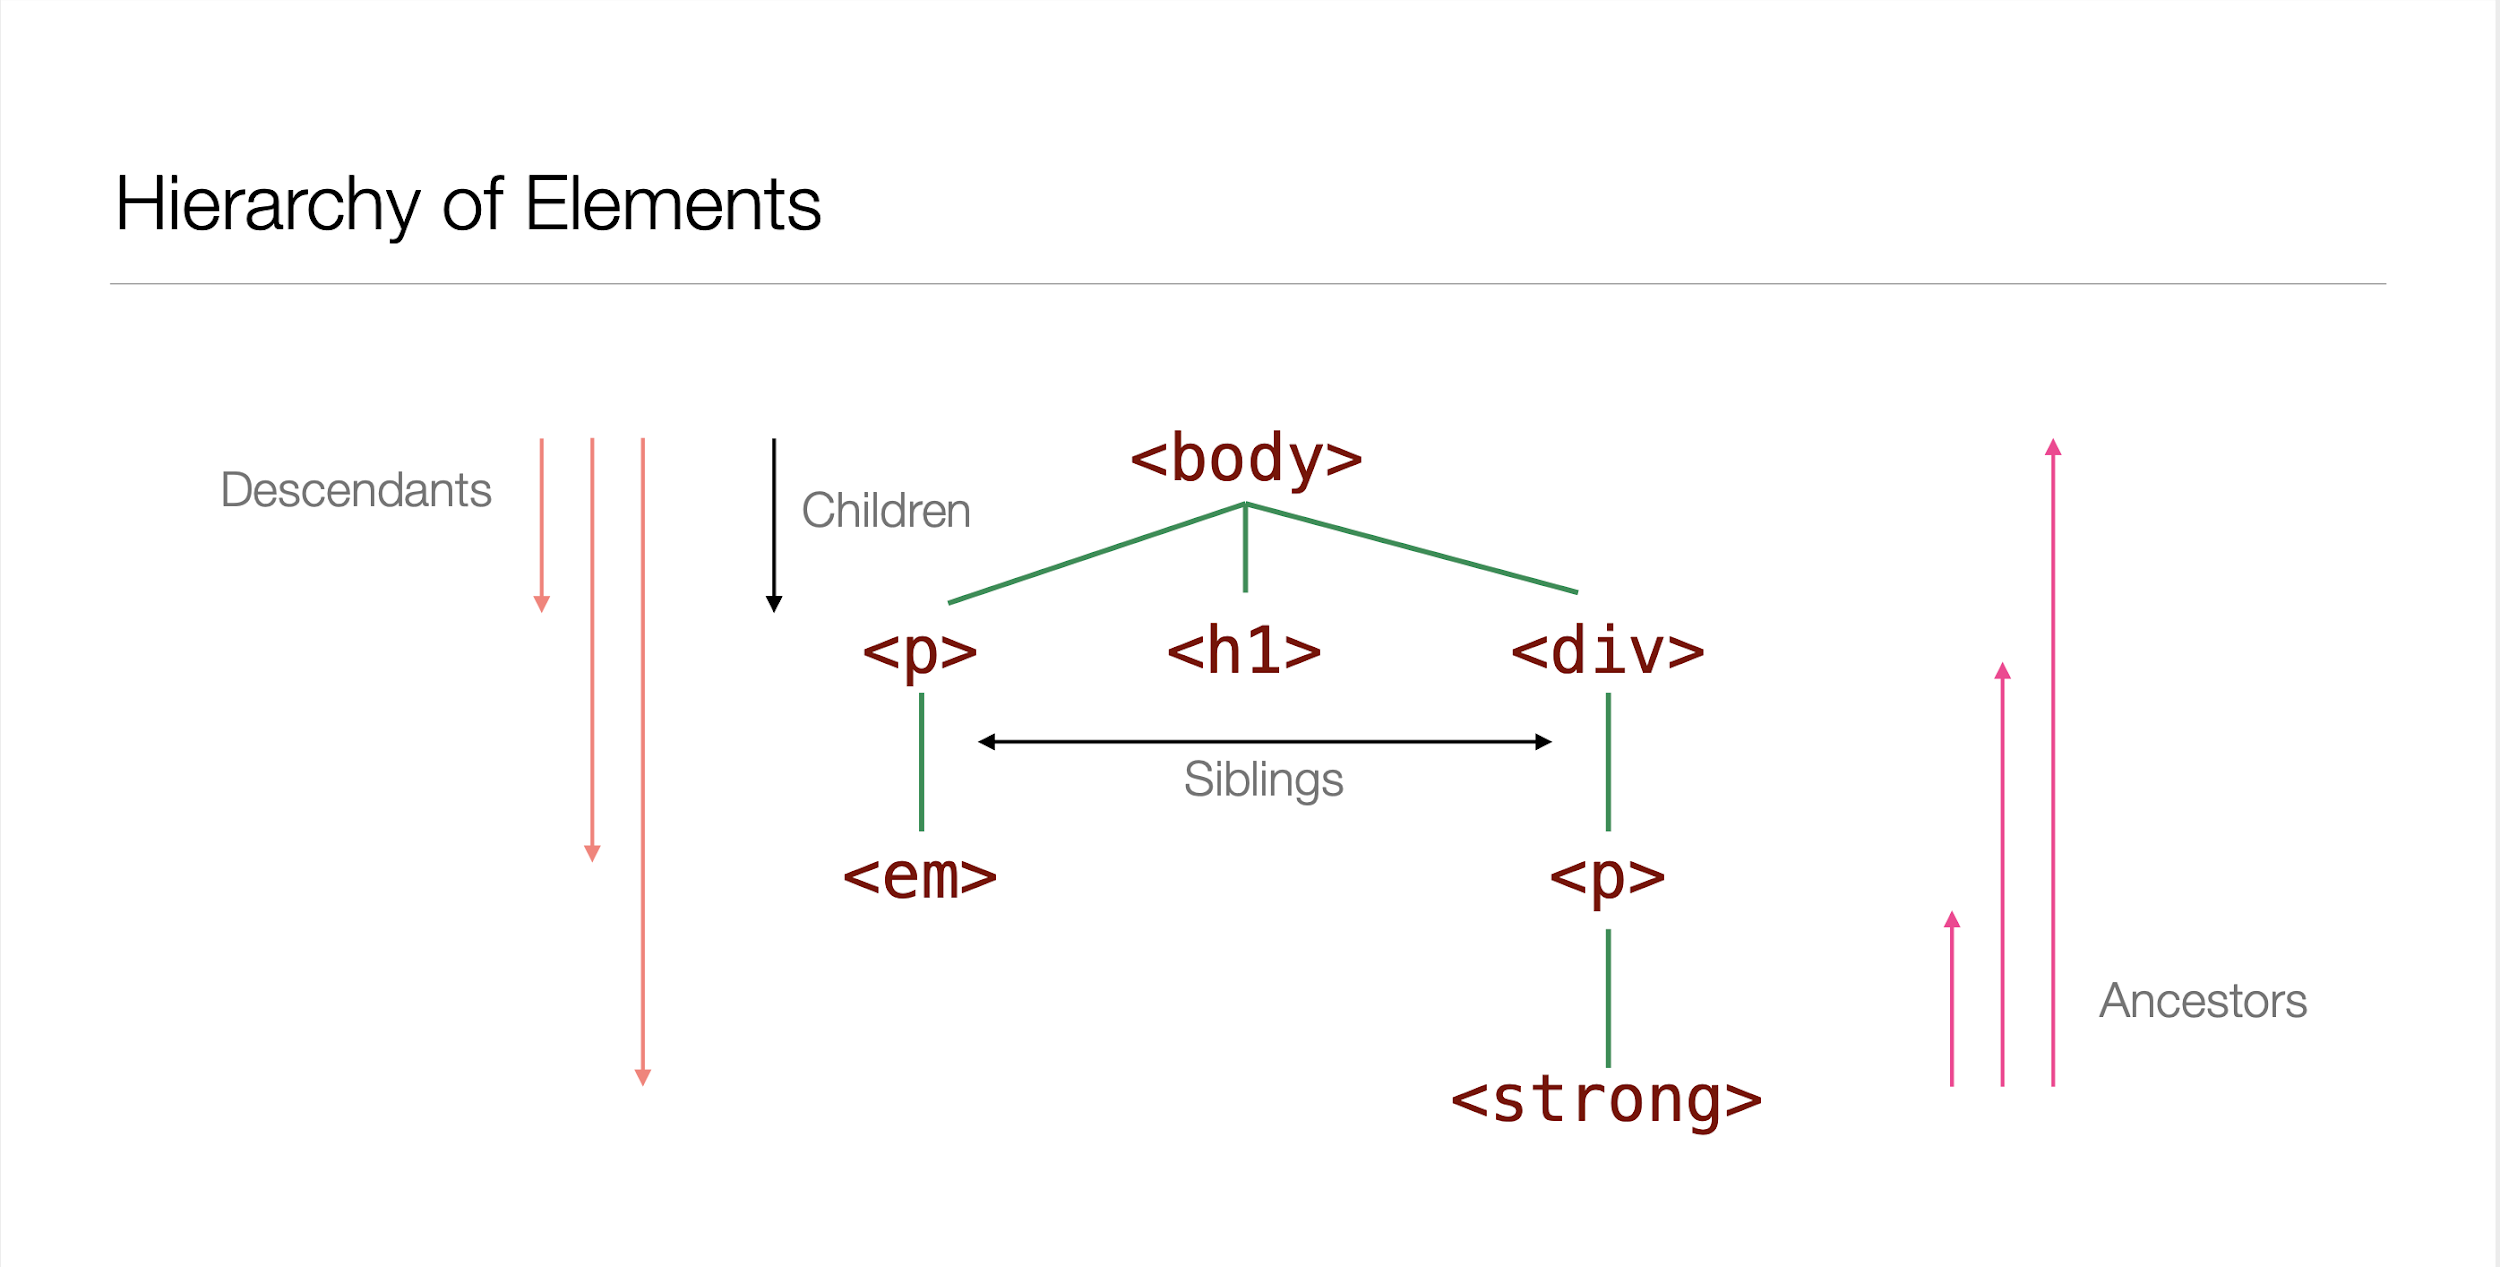 Hierarchy of Elements
<body>
Descendants
Children
<p> <h1> <div>
Siblings
<em> <p>
Ancestors
<strong>